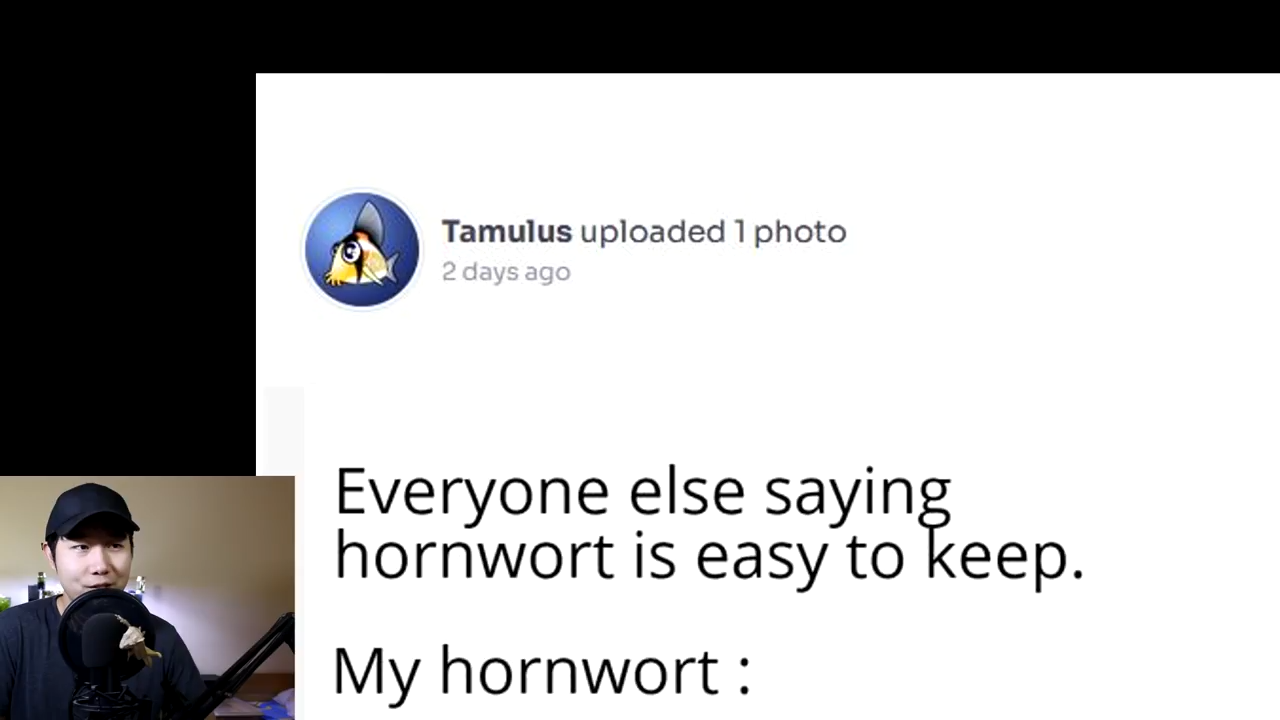 Tamulus uploaded 1 photo
2 days ago
Everyone else saying
hornwort is easy to keep.
My hornwort :